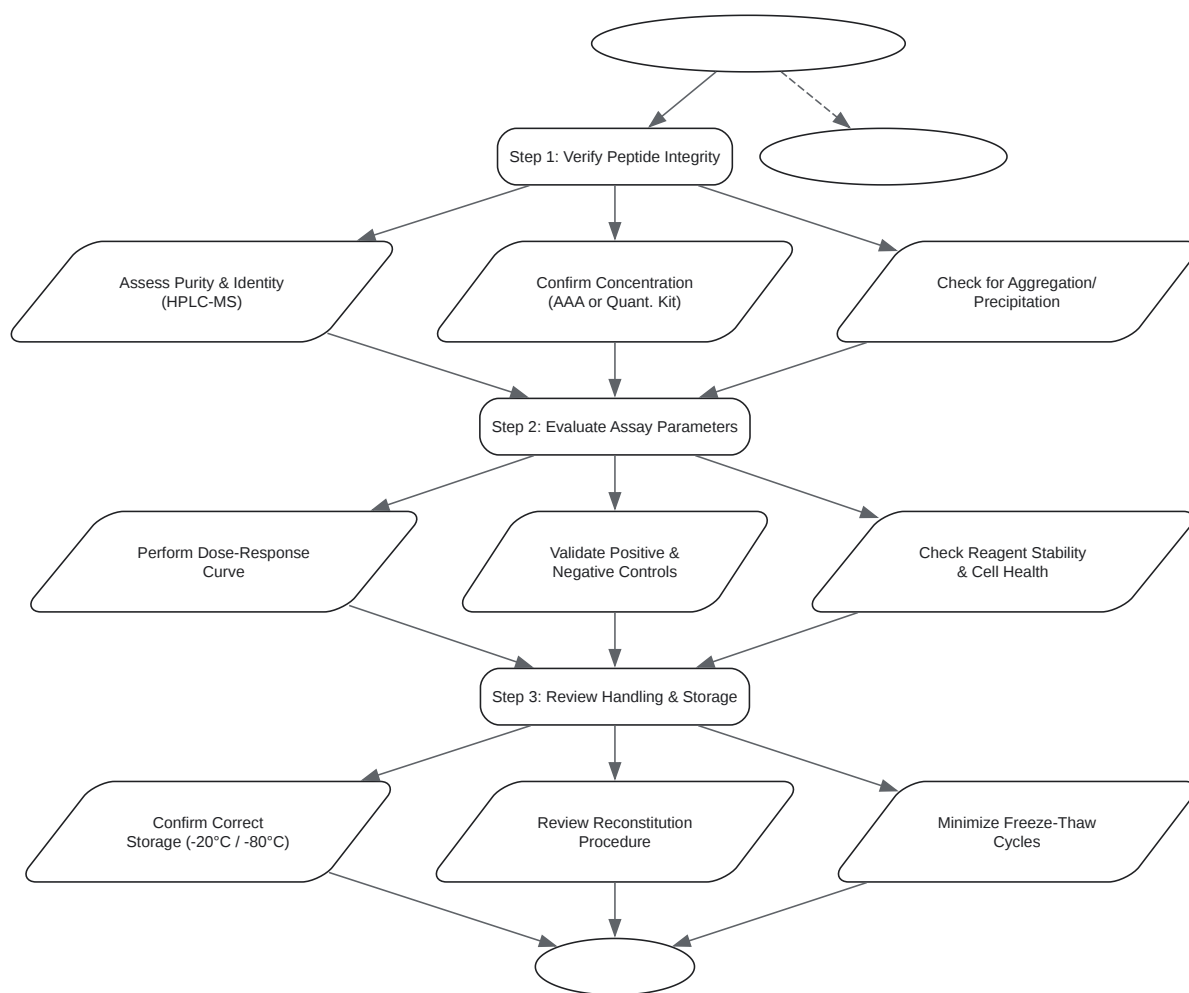 Step 1: Verify Peptide Integrity
Assess Purity & Identity
(HPLC-MS)
Confirm Concentration
(AAA or Quant. Kit)
Check for Aggregation/
Precipitation
Step 2: Evaluate Assay Parameters
Perform Dose-Response
Curve
Validate Positive &
Negative Controls
Check Reagent Stability
& Cell Health
Step 3: Review Handling & Storage
Confirm Correct
Storage (-20°C / -80°C)
Review Reconstitution
Procedure
Minimize Freeze-Thaw
Cycles